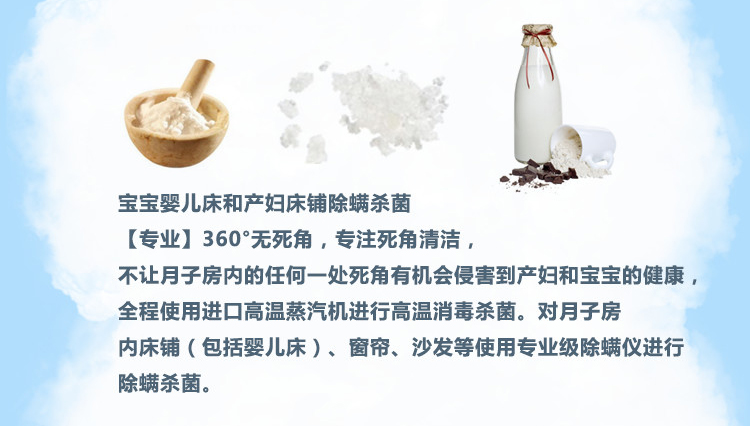 宝宝婴儿床和产妇床铺除螨杀菌
【专业】360°无死角，专注死角清洁，
不让月子房内的任何一处死角有机会侵害到产妇和宝宝的健康，
全程使用进口高温蒸汽机进行高温消毒杀菌。对月子房
内床铺（包括婴儿床）、窗帘、沙发等使用专业级除螨仪进行
除螨杀菌。